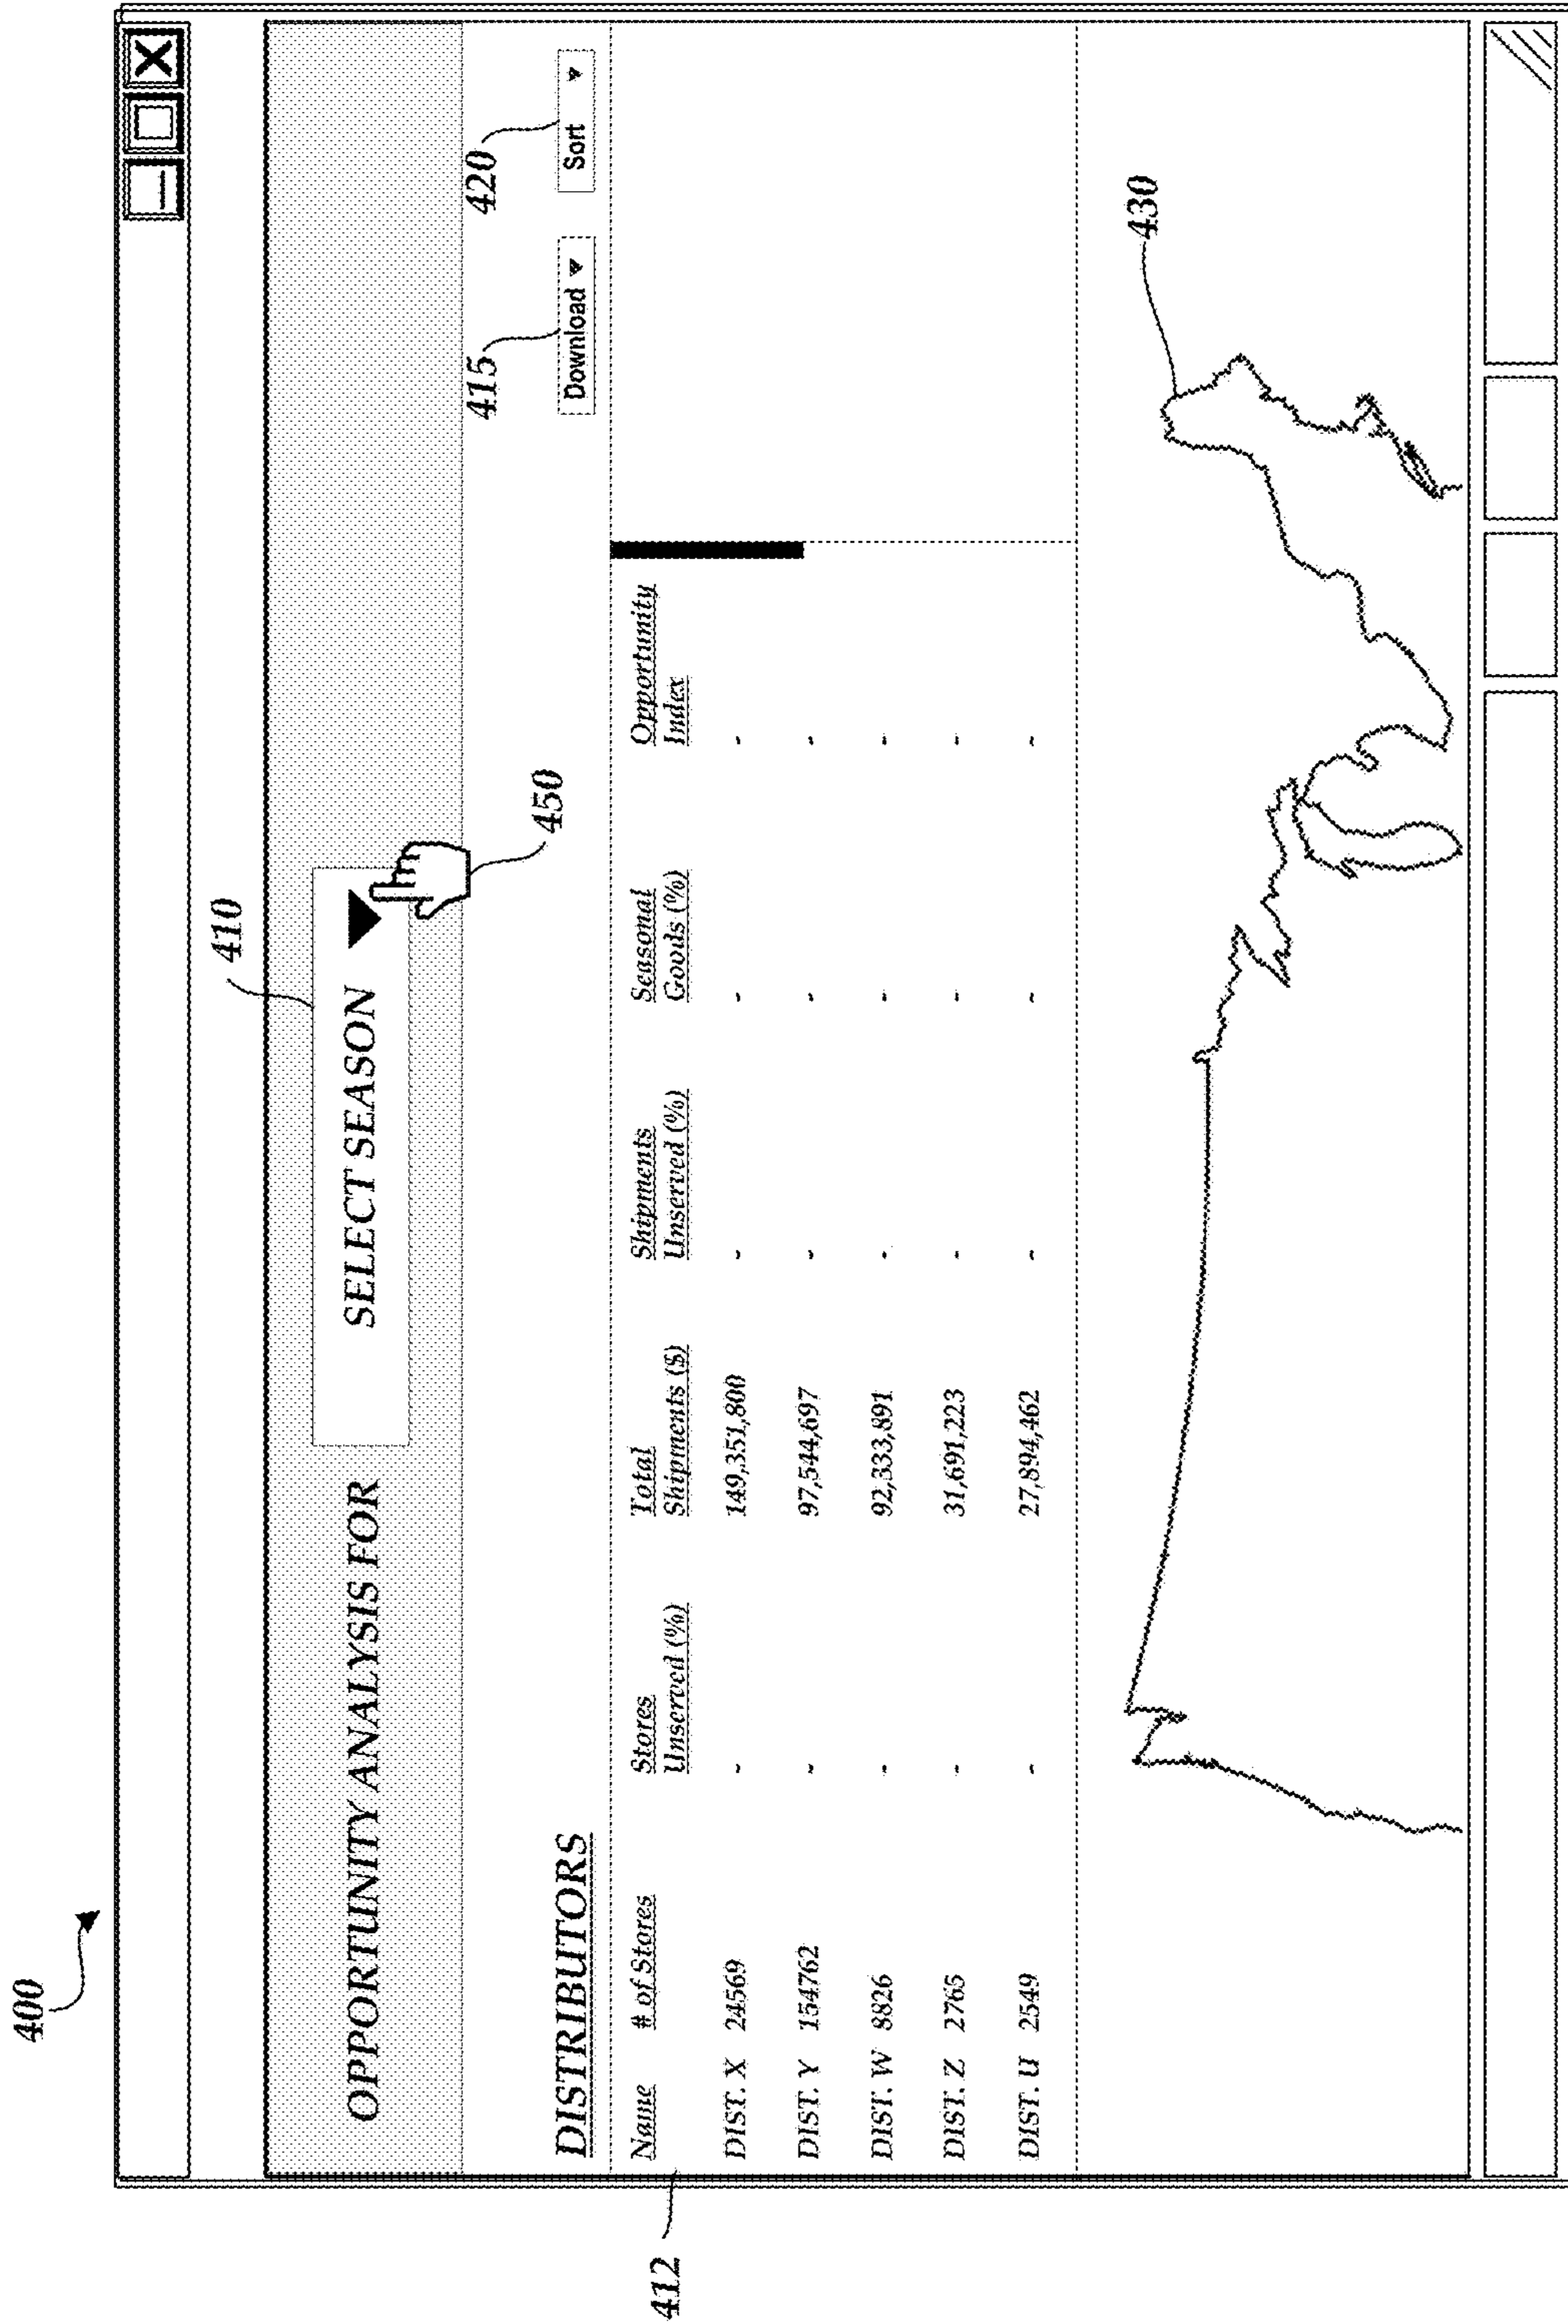 400
410
OPPORTUNITY ANALYSIS FOR SELECT SEASON
450
415
420
DISTRIBUTORS
Download Sort
412
Name # of Stores Stores Unserved (%) Total Shipments ($) Shipments Unserved (%) Seasonal Goods (%) Opportunity Index
DIST. X 24569 - 149,351,800 - - -
DIST. Y 154762 - 97,544,697 - - -
DIST. W 8826 - 92,333,891 - - -
DIST. Z 2765 - 31,691,223 - - -
DIST. U 2549 - 27,894,462 - - -
430